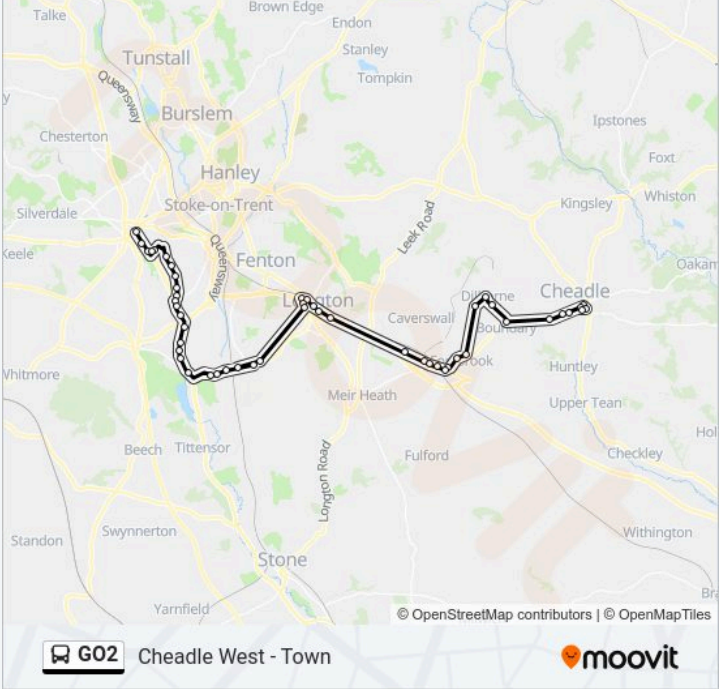 Talke
Brown Edge
Endon
Tunstall
Stanley
Tompkin
Queensway
Burslem
Chesterton
Ipstones
Foxt
Hanley
Whiston
Silverdale
Stoke-on-Trent
Kingsley
Leek Road
Keele
Queensway
Fenton
Oakam
Cheadle
Longton
Caverswall
Boundary
Whitmore
Huntley
Meir Heath
Upper Tean
Beech
Tittensor
Fulford
Checkley
Hol
Longton Road
Swynnerton
Standon
Withington
Stone
Bra
Yarnfield
© OpenStreetMap contributors | © OpenMapTiles
GO2 Cheadle West - Town
moovit